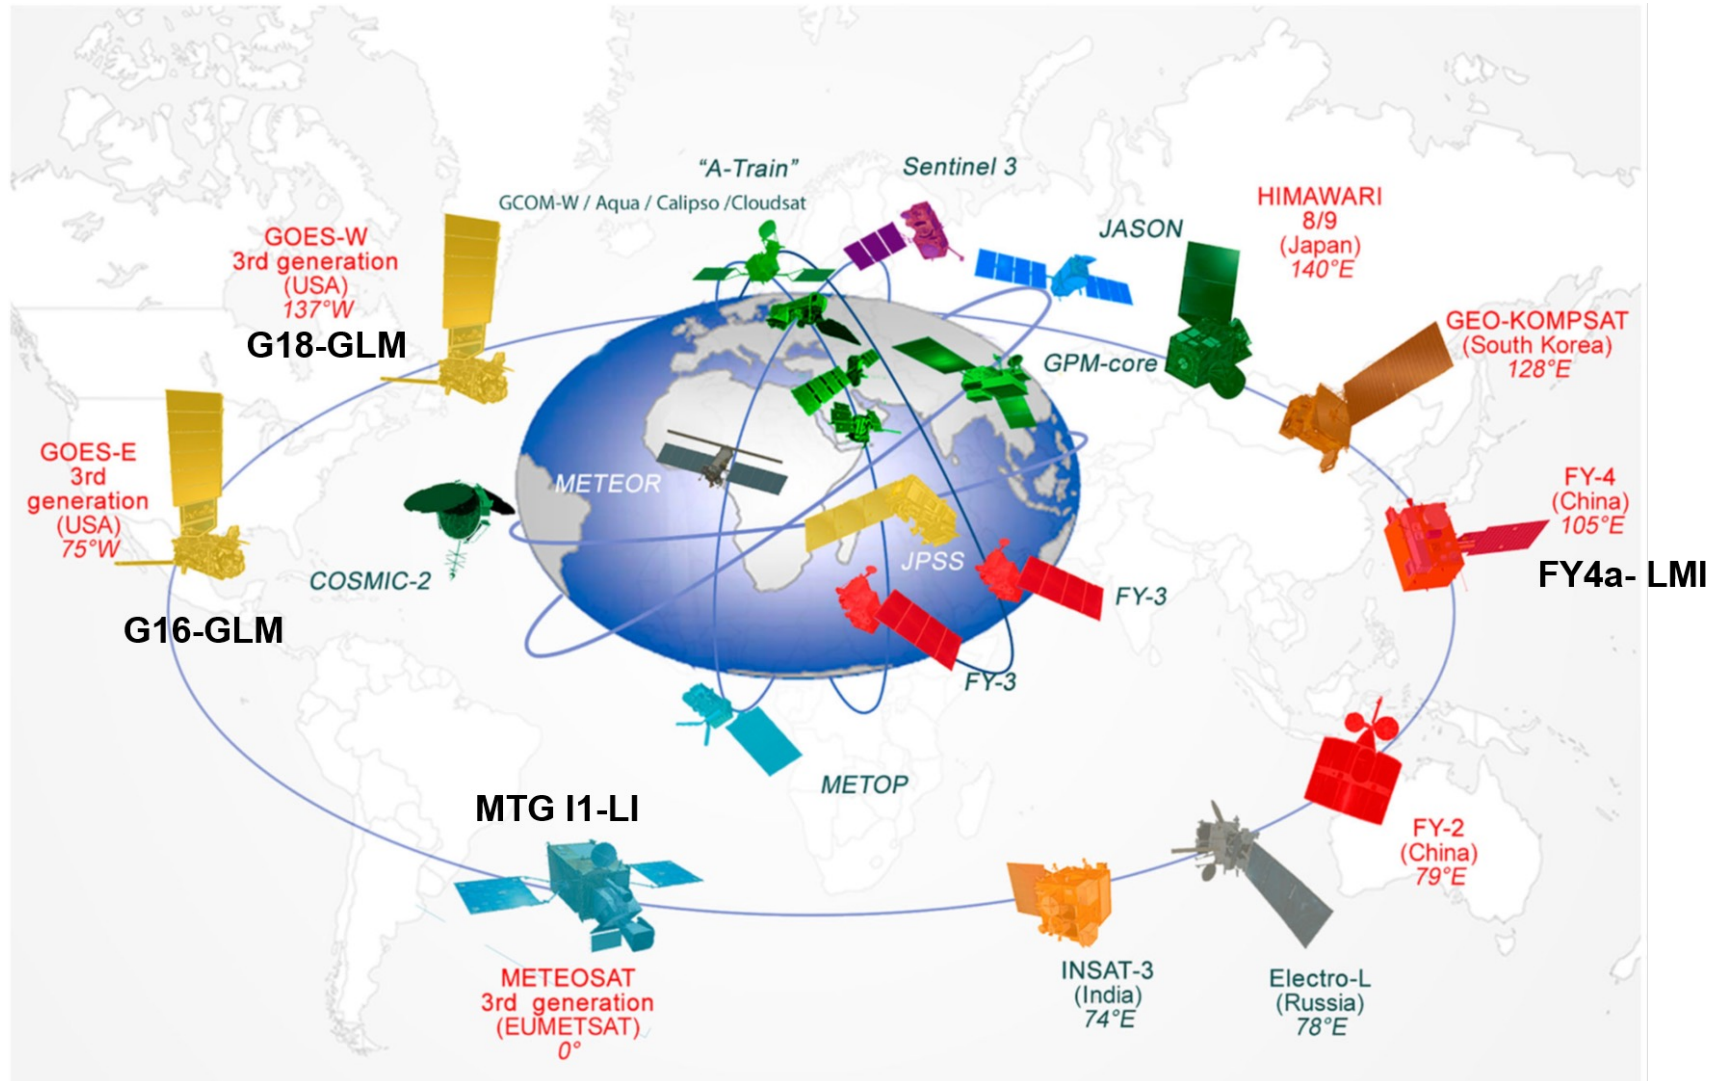 “A-Train”
GCOM-W / Aqua / Calipso /Cloudsat
Sentinel 3
JASON
HIMAWARI
8/9
(Japan)
140°E
GOES-W
3rd generation
(USA)
137°W
G18-GLM
GEO-KOMPSAT
(South Korea)
128°E
GPM-core
GOES-E
3rd
generation
(USA)
75°W
G16-GLM
METEOR
COSMIC-2
JPSS
FY-3
FY-3
FY-4
(China)
105°E
FY4a- LMI
METOP
MTG I1-LI
METEOSAT
3rd generation
(EUMETSAT)
0°
INSAT-3
(India)
74°E
Electro-L
(Russia)
78°E
FY-2
(China)
79°E